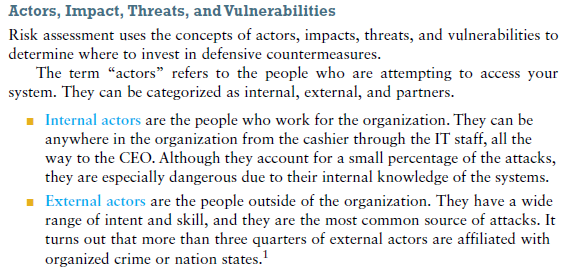 Actors, Impact, Threats, and Vulnerabilities
Risk assessment uses the concepts of actors, impacts, threats, and vulnerabilities to
determine where to invest in defensive countermeasures.
The term “actors” refers to the people who are attempting to access your
system. They can be categorized as internal, external, and partners.
■ Internal actors are the people who work for the organization. They can be
anywhere in the organization from the cashier through the IT staff, all the
way to the CEO. Although they account for a small percentage of the attacks,
they are especially dangerous due to their internal knowledge of the systems.
■ External actors are the people outside of the organization. They have a wide
range of intent and skill, and they are the most common source of attacks. It
turns out that more than three quarters of external actors are affiliated with
organized crime or nation states.¹